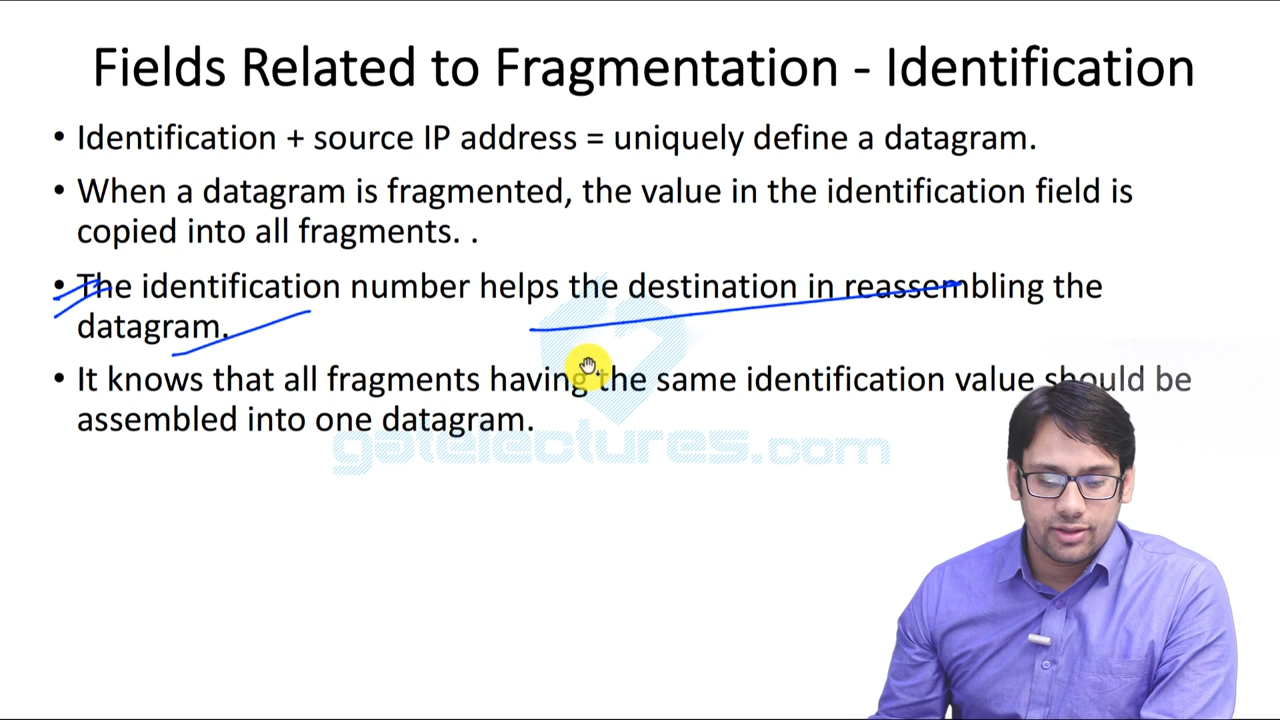 Fields Related to Fragmentation - Identification
• Identification + source IP address = uniquely define a datagram.
• When a datagram is fragmented, the value in the identification field is
copied into all fragments. .
• The identification number helps the destination in reassembling the
datagram.
• It knows that all fragments having the same identification value should be
assembled into one datagram.
gatelectures.com